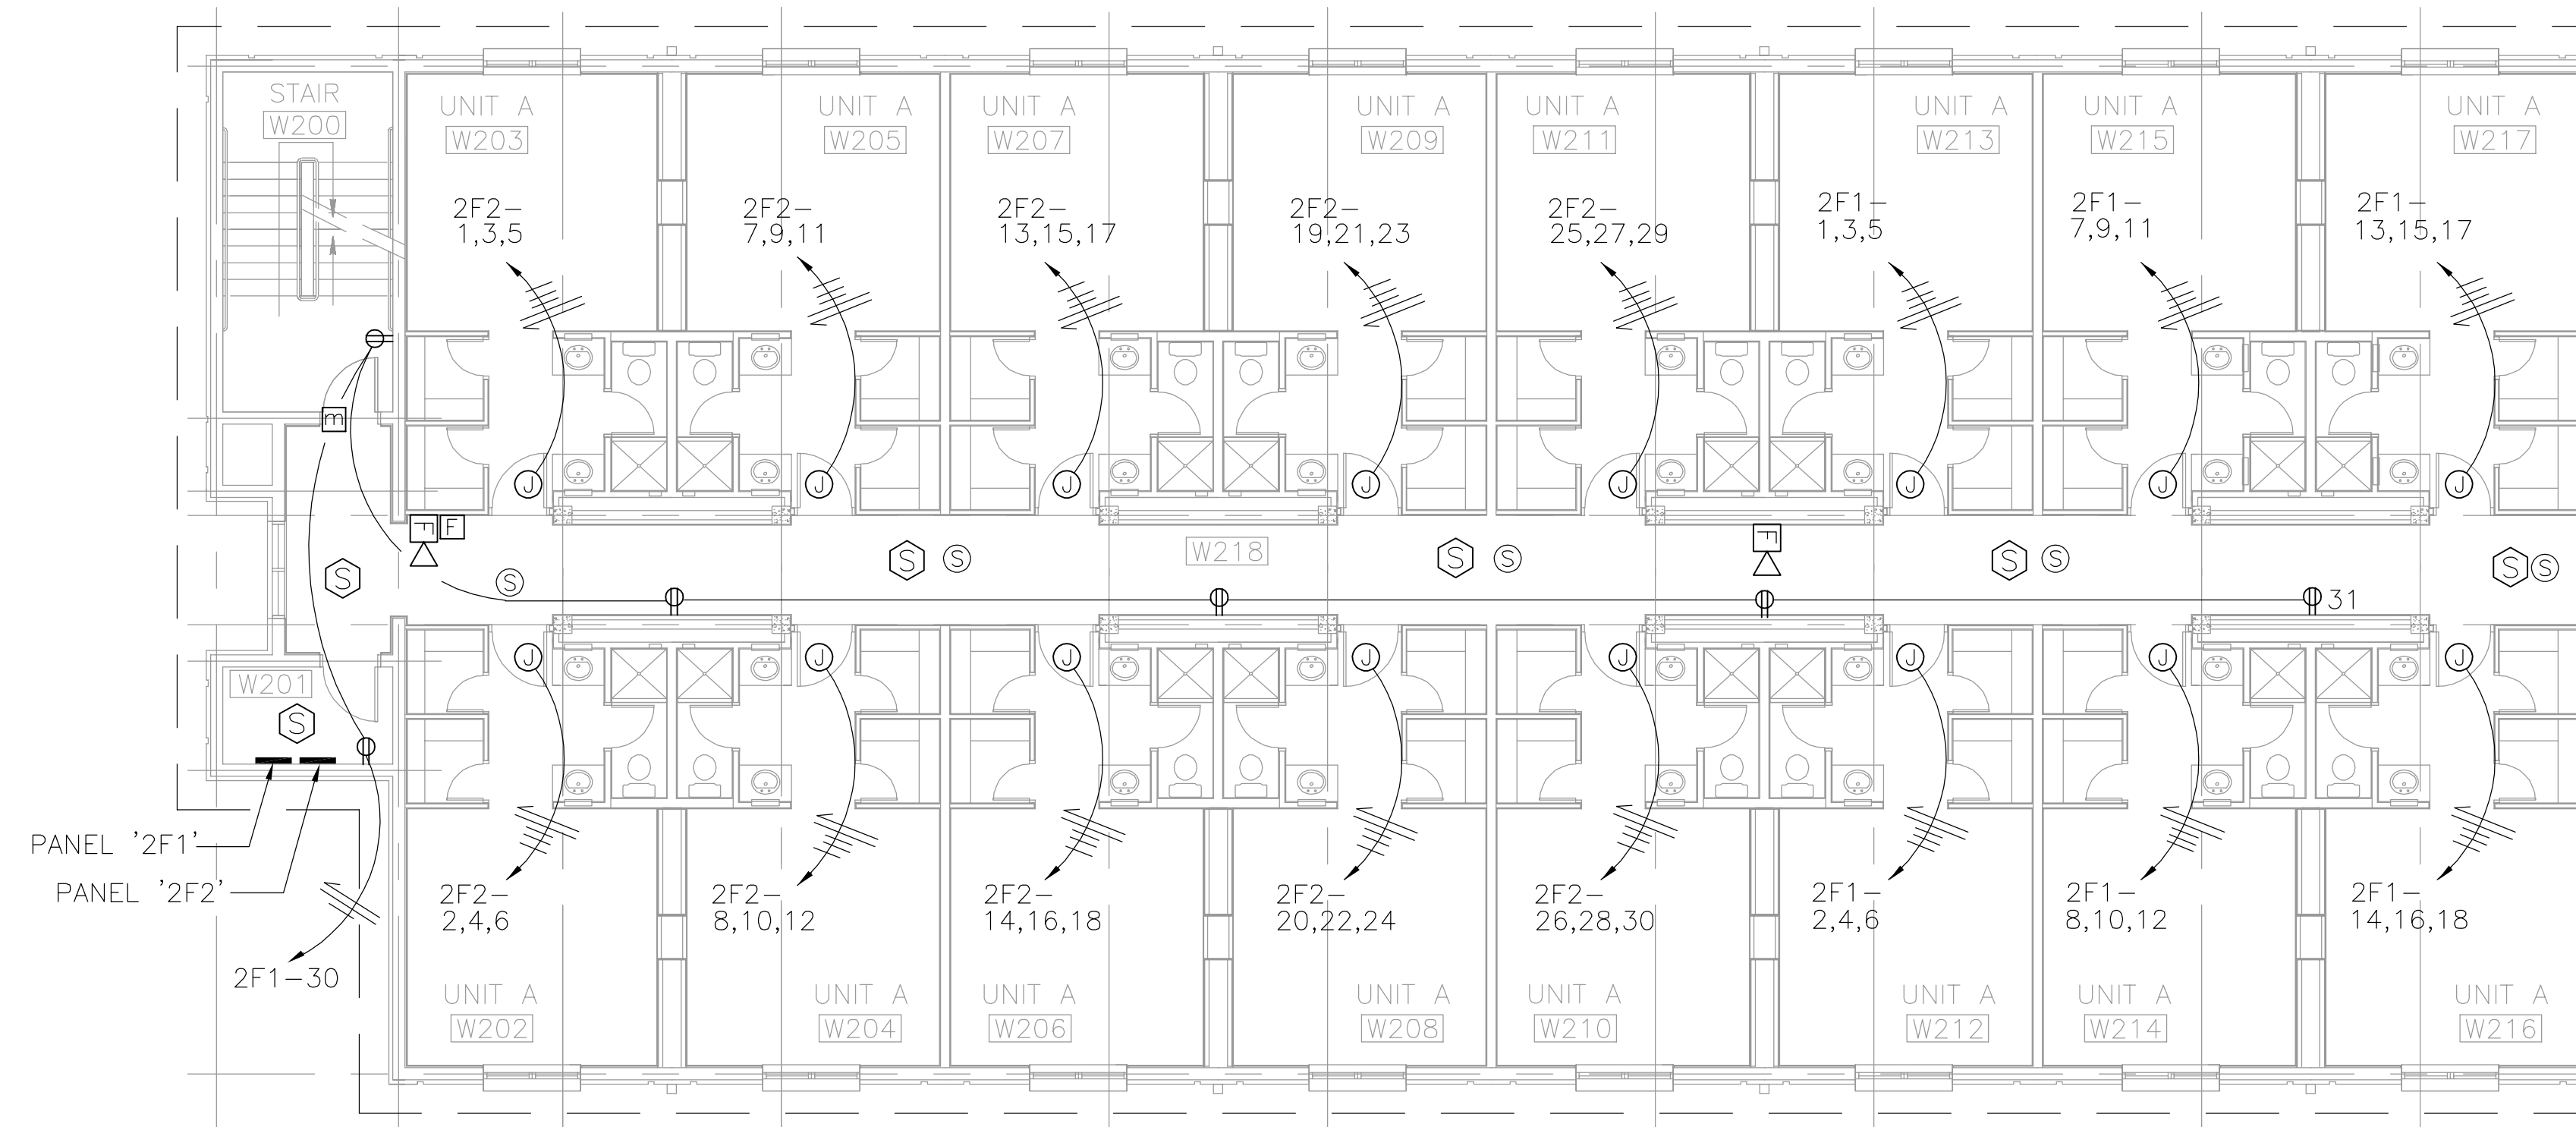 STAIR
W200
UNIT A
W203
UNIT A
W205
UNIT A
W207
UNIT A
W209
UNIT A
W211
UNIT A
W213
UNIT A
W215
UNIT A
W217
2F2-
1,3,5
2F2-
7,9,11
2F2-
13,15,17
2F2-
19,21,23
2F2-
25,27,29
2F1-
1,3,5
2F1-
7,9,11
2F1-
13,15,17
m
J
J
J
J
J
J
J
J
F
F
F
S
S
S
S
W218
S
S
S
S
S
S
31
J
J
J
J
J
J
J
J
W201
S
PANEL '2F1'
PANEL '2F2'
2F1-30
2F2-
2,4,6
2F2-
8,10,12
2F2-
14,16,18
2F2-
20,22,24
2F2-
26,28,30
2F1-
2,4,6
2F1-
8,10,12
2F1-
14,16,18
UNIT A
W202
UNIT A
W204
UNIT A
W206
UNIT A
W208
UNIT A
W210
UNIT A
W212
UNIT A
W214
UNIT A
W216